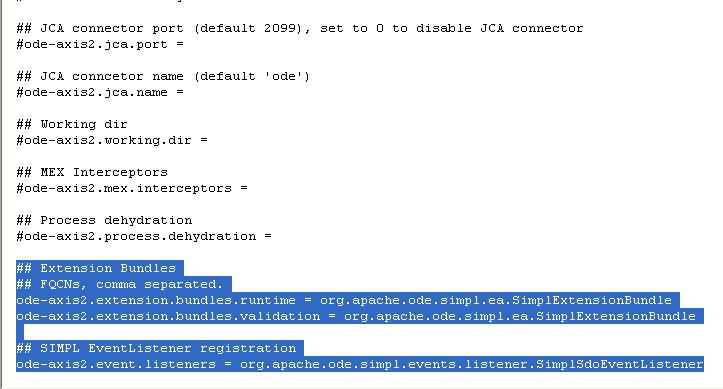 ## JCA connector port (default 2099), set to 0 to disable JCA connector
#ode-axis2.jca.port =
## JCA conncetor name (default 'ode')
#ode-axis2.jca.name =
## Working dir
#ode-axis2.working.dir =
## MEX Interceptors
#ode-axis2.mex.interceptors =
## Process dehydration
#ode-axis2.process.dehydration =
## Extension Bundles
## FQCNs, comma separated.
ode-axis2.extension.bundles.runtime = org.apache.ode.simpl.ea.SimplExtensionBundle
ode-axis2.extension.bundles.validation = org.apache.ode.simpl.ea.SimplExtensionBundle
## SIMPL EventListener registration
ode-axis2.event.listeners = org.apache.ode.simpl.events.listener.SimplSdoEventListener